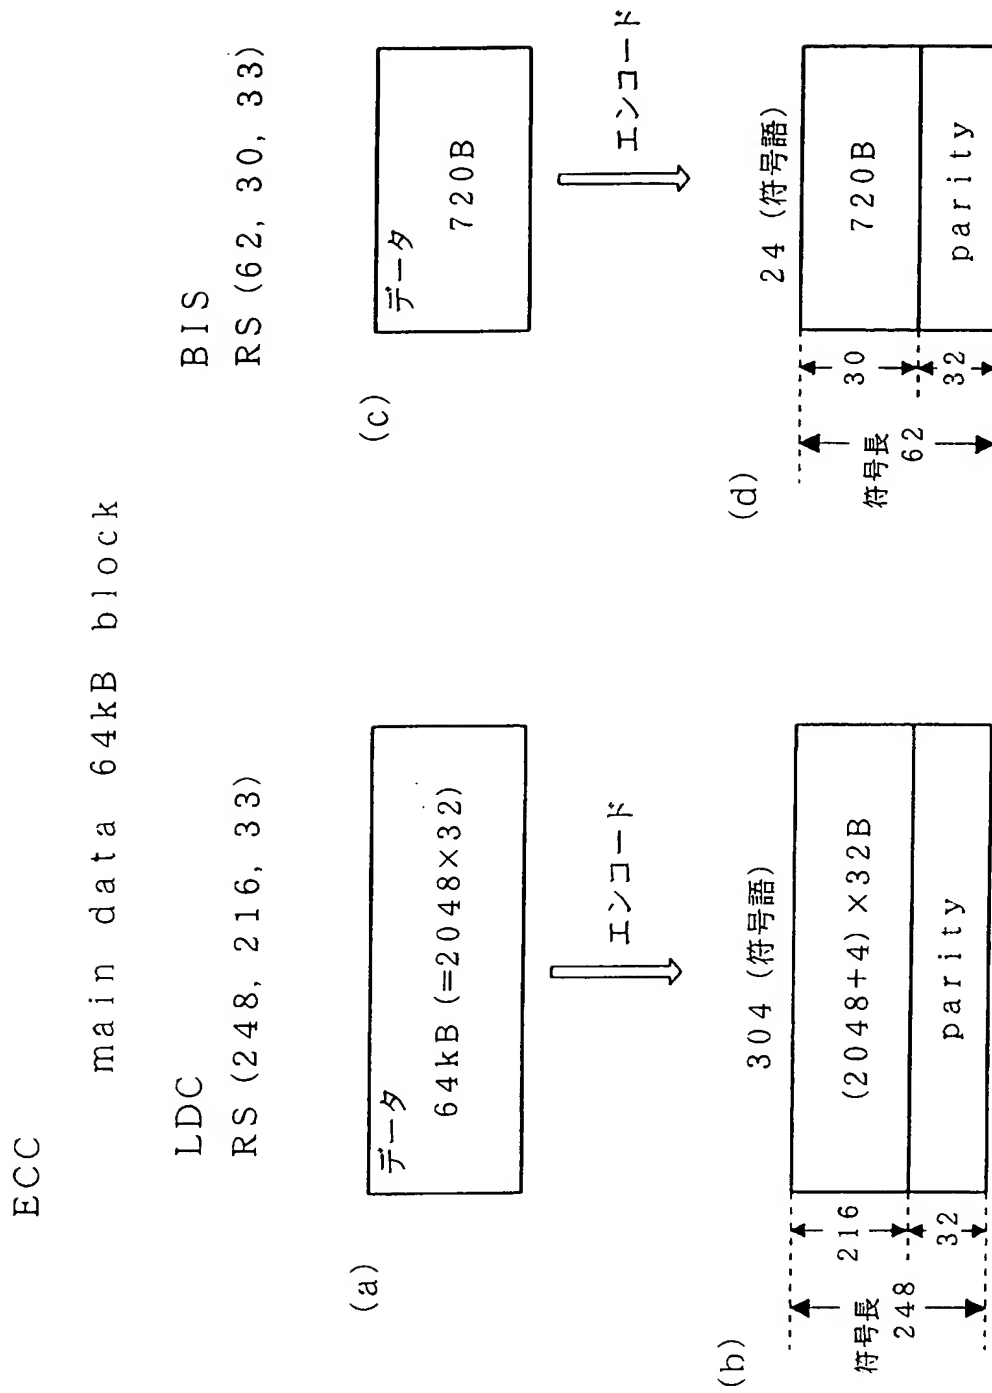 ECC
main data 64kB block
LDC
RS (248, 216, 33)
(a)
データ
64kB (=2048×32)
エンコード
(b)
304 (符号語)
(2048+4)×32B
parity
216
32
符号長
248
BIS
RS (62, 30, 33)
(c)
データ
720B
エンコード
(d)
24 (符号語)
720B
parity
30
32
符号長
62